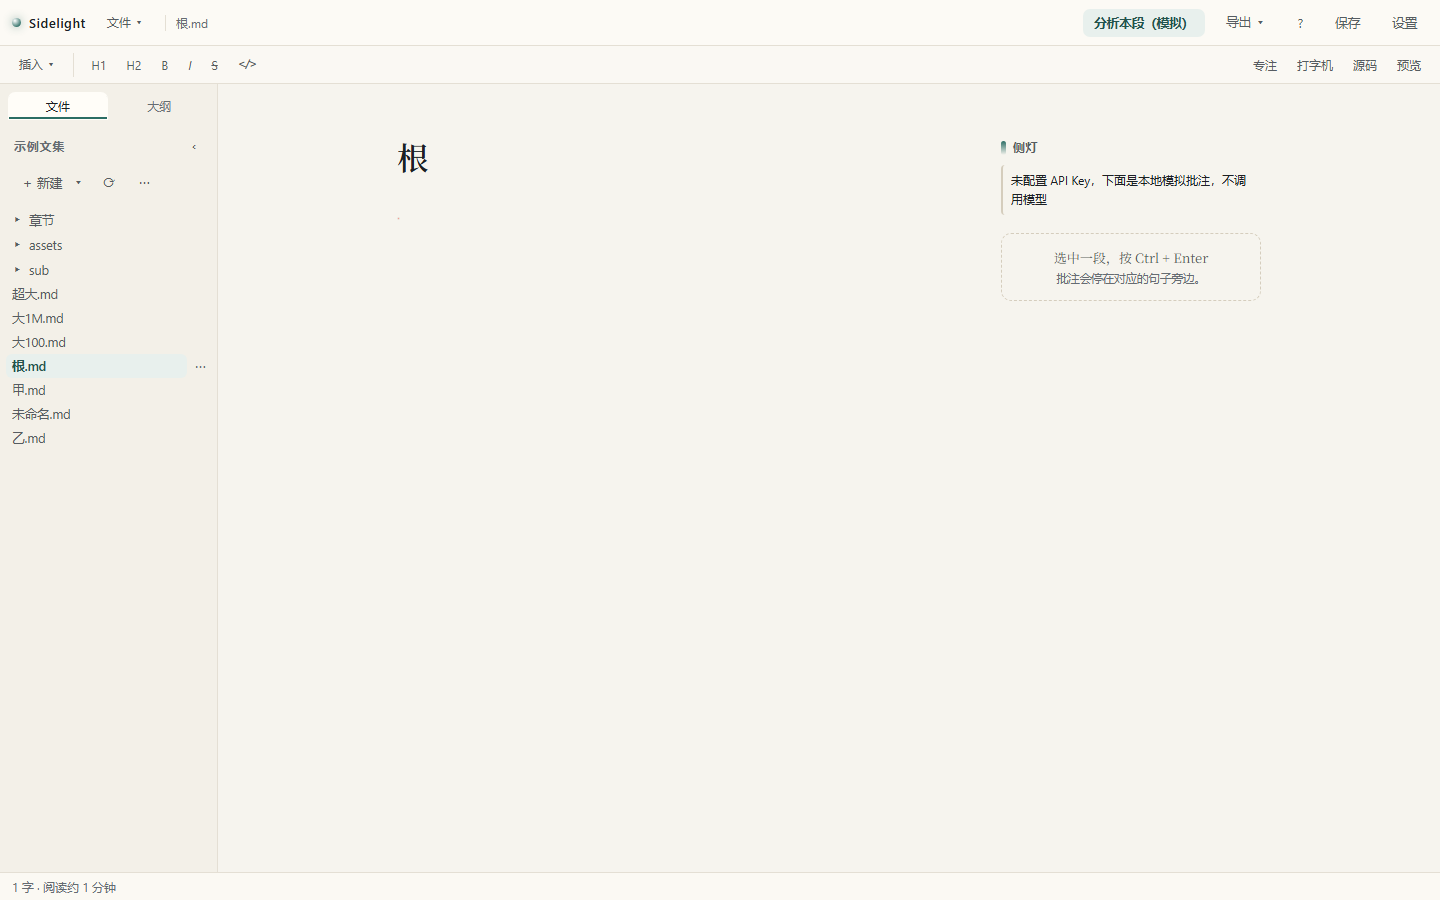 Sidelight 文件 根.md 分析本段（模拟） 导出 ? 保存 设置
插入 H1 H2 B I S </> 专注 打字机 源码 预览
文件 大纲
示例文集
+ 新建 ···
章节
assets
sub
超大.md
大1M.md
大100.md
根.md ···
甲.md
未命名.md
乙.md
根
侧灯
未配置 API Key，下面是本地模拟批注，不调
用模型
选中一段，按 Ctrl + Enter
批注会停在对应的句子旁边。
1 字 · 阅读约 1 分钟